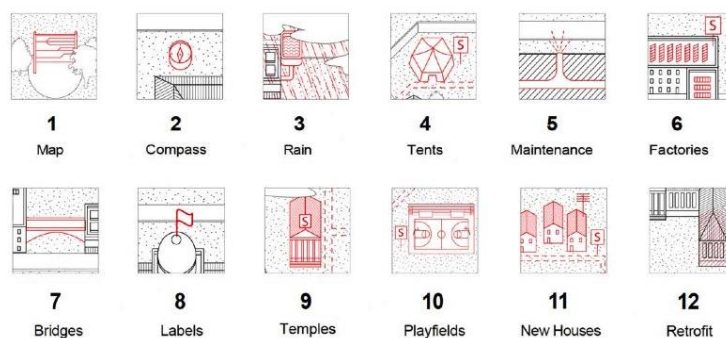 S
S
1
2
3
4
5
6
Map
Compass
Rain
Tents
Maintenance
Factories
S
S
S
7
8
9
10
11
12
Bridges
Labels
Temples
Playfields
New Houses
Retrofit